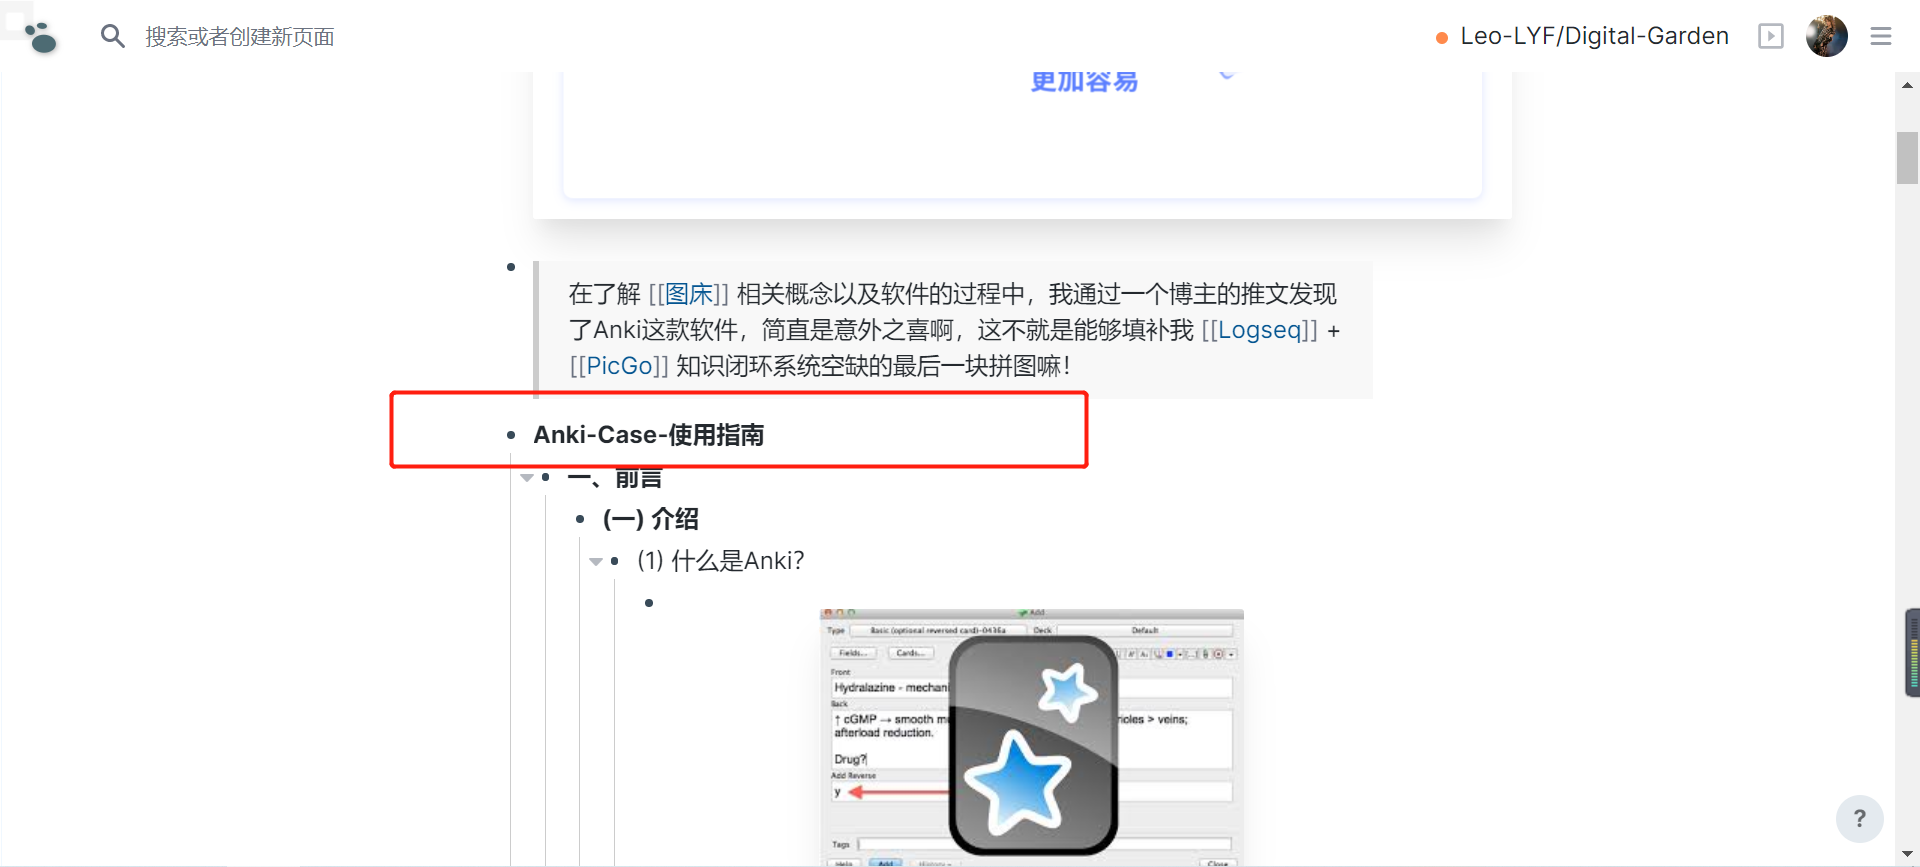 搜索或者创建新页面
Leo-LYF/Digital-Garden
更加容易
在了解 [[图床]] 相关概念以及软件的过程中，我通过一个博主的推文发现
了Anki这款软件，简直是意外之喜啊，这不就是能够填补我 [[Logseq]] +
[[PicGo]] 知识闭环系统空缺的最后一块拼图嘛！
Anki-Case-使用指南
一、前言
(一) 介绍
(1) 什么是Anki？
Add
Type Basic (optional reversed card)-0436a Deck Default
Fields... Cards...
Front
Hydralazine - mechani
Back
↑ cGMP → smooth m rioles > veins;
afterload reduction.
Drug?
Add Reverse
y
Tags
Help Add History Close
?